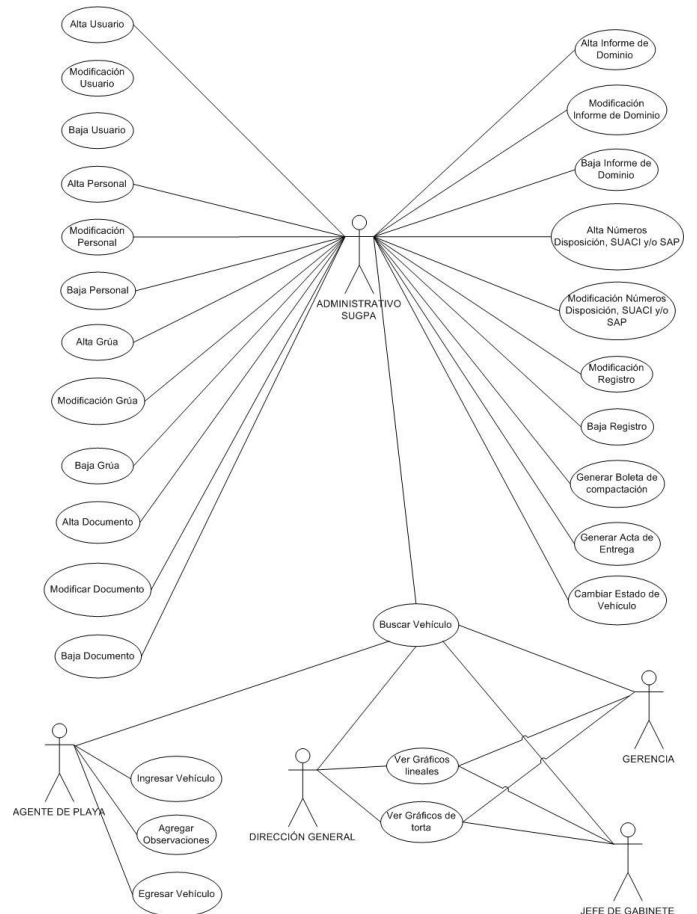 Alta Usuario
Modificación
Usuario
Baja Usuario
Alta Personal
Modificación
Personal
Baja Personal
Alta Grúa
Modificación Grúa
Baja Grúa
Alta Documento
Modificar Documento
Baja Documento
ADMINISTRATIVO
SUGPA
Alta Informe de
Dominio
Modificación
Informe de Dominio
Baja Informe de
Dominio
Alta Números
Disposición, SUACI y/o SAP
Modificación Números
Disposición, SUACI y/o
SAP
Modificación
Registro
Baja Registro
Generar Boleta de
compactación
Generar Acta de
Entrega
Cambiar Estado de
Vehículo
Buscar Vehículo
AGENTE DE PLAYA
Ingresar Vehículo
Agregar
Observaciones
Egresar Vehículo
DIRECCIÓN GENERAL
Ver Gráficos
lineales
Ver Gráficos de
torta
GERENCIA
JEFE DE GABINETE